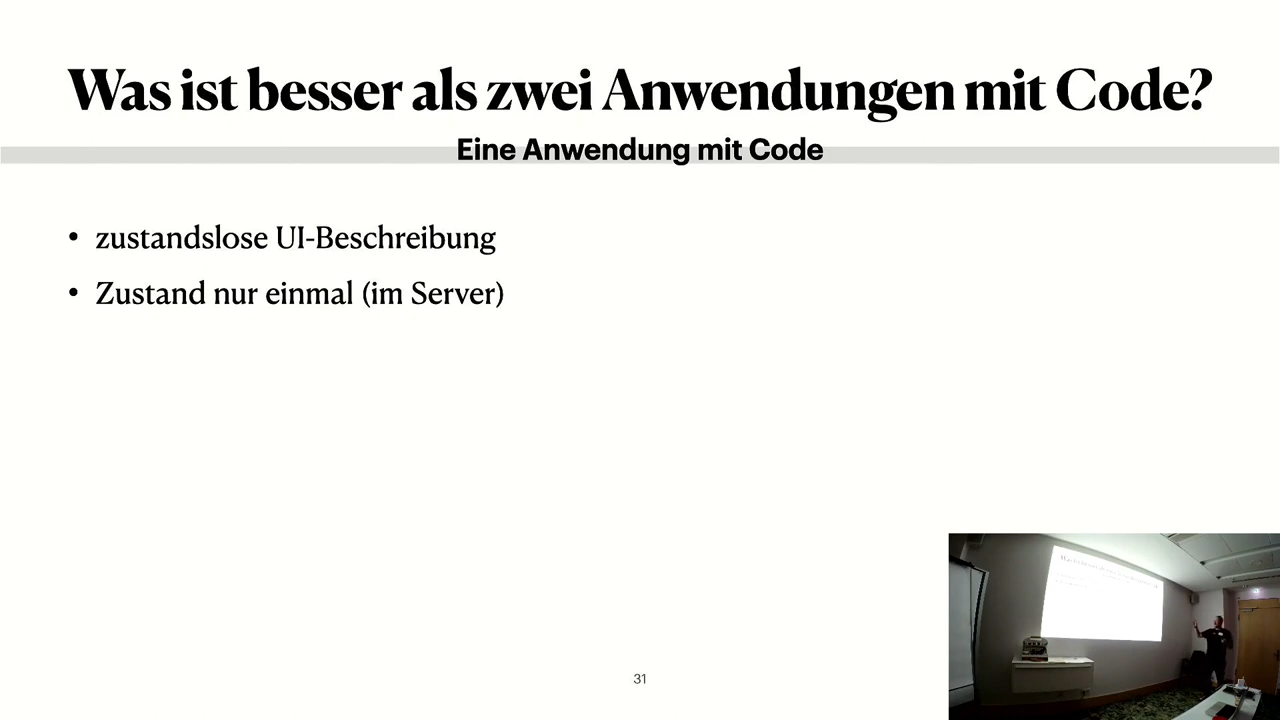 Was ist besser als zwei Anwendungen mit Code?
Eine Anwendung mit Code
• zustandslose UI-Beschreibung
• Zustand nur einmal (im Server)
31